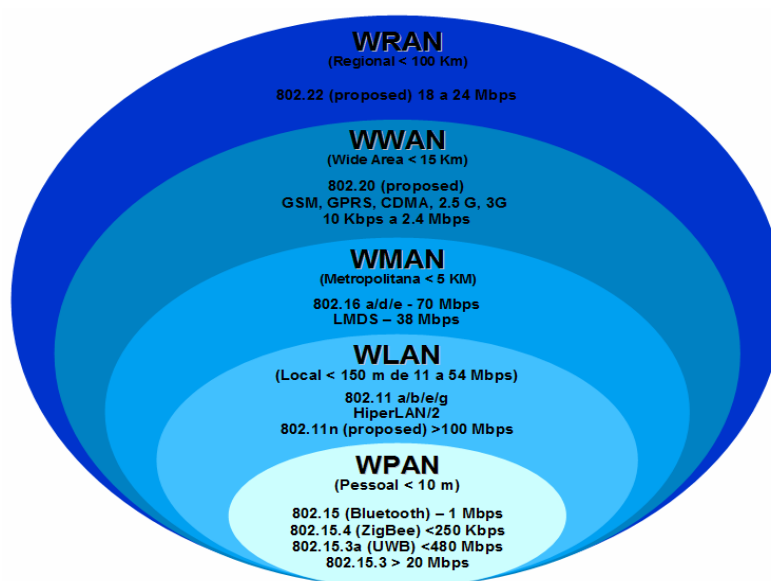 WRAN
(Regional < 100 Km)
802.22 (proposed) 18 a 24 Mbps
WWAN
(Wide Area < 15 Km)
802.20 (proposed)
GSM, GPRS, CDMA, 2.5 G, 3G
10 Kbps a 2.4 Mbps
WMAN
(Metropolitana < 5 KM)
802.16 a/d/e - 70 Mbps
LMDS – 38 Mbps
WLAN
(Local < 150 m de 11 a 54 Mbps)
802.11 a/b/e/g
HiperLAN/2
802.11n (proposed) >100 Mbps
WPAN
(Pessoal < 10 m)
802.15 (Bluetooth) – 1 Mbps
802.15.4 (ZigBee) <250 Kbps
802.15.3a (UWB) <480 Mbps
802.15.3 > 20 Mbps